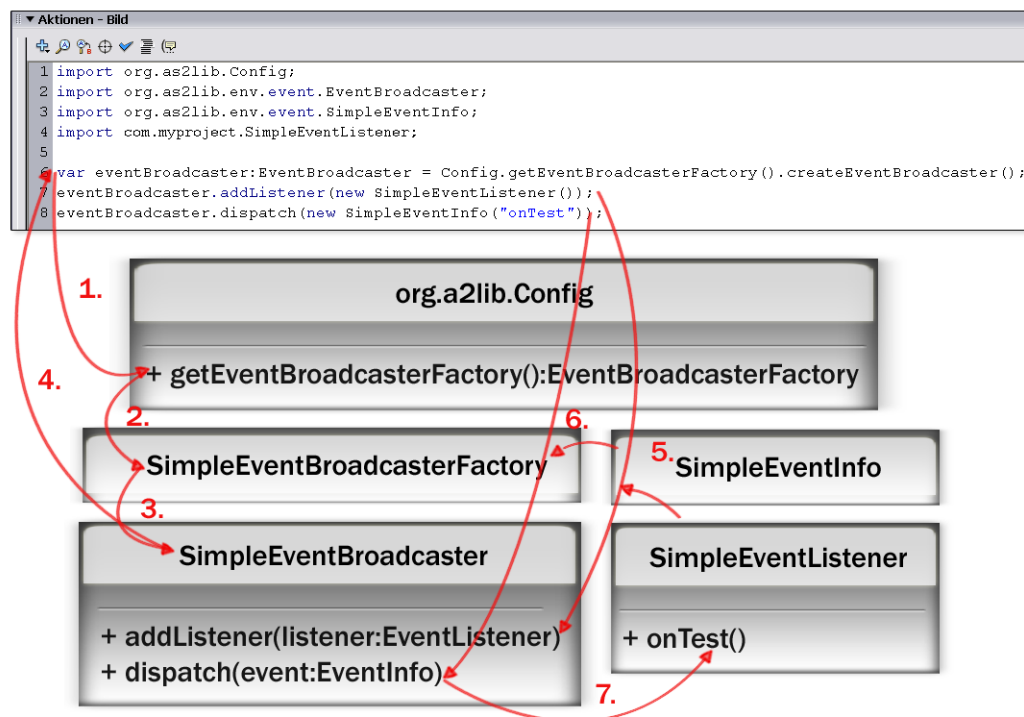 Aktionen - Bild
1 import org.as2lib.Config;
2 import org.as2lib.env.event.EventBroadcaster;
3 import org.as2lib.env.event.SimpleEventInfo;
4 import com.myproject.SimpleEventListener;
5
6 var eventBroadcaster:EventBroadcaster = Config.getEventBroadcasterFactory().createEventBroadcaster();
7 eventBroadcaster.addListener(new SimpleEventListener());
8 eventBroadcaster.dispatch(new SimpleEventInfo("onTest"));
1.
org.a2lib.Config
+ getEventBroadcasterFactory():EventBroadcasterFactory
4.
2.
6.
SimpleEventBroadcasterFactory
5.
SimpleEventInfo
3.
SimpleEventBroadcaster
+ addListener(listener:EventListener)
+ dispatch(event:EventInfo)
SimpleEventListener
+ onTest()
7.